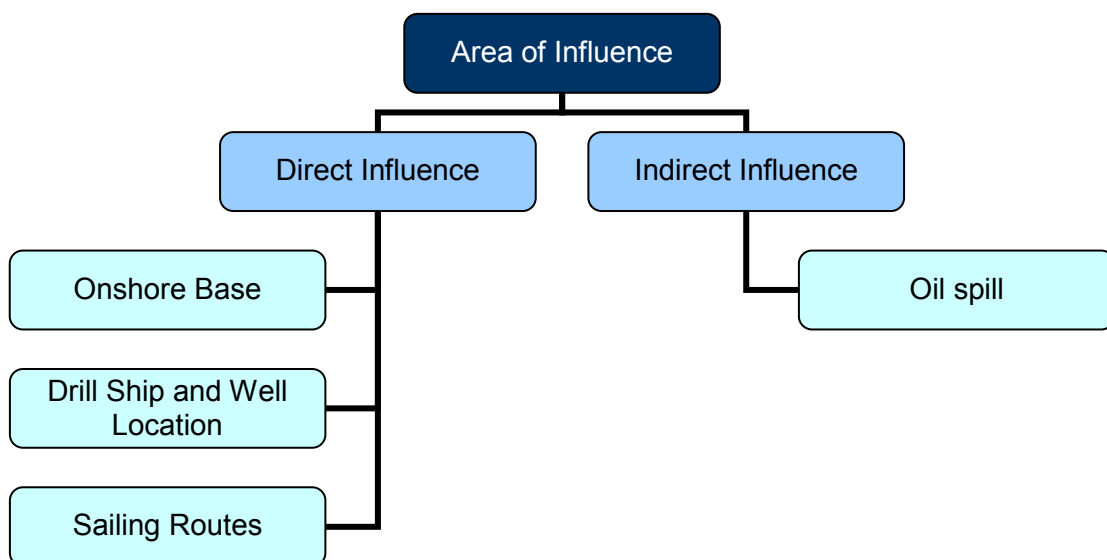 Area of Influence
Direct Influence
Indirect Influence
Onshore Base
Oil spill
Drill Ship and Well
Location
Sailing Routes